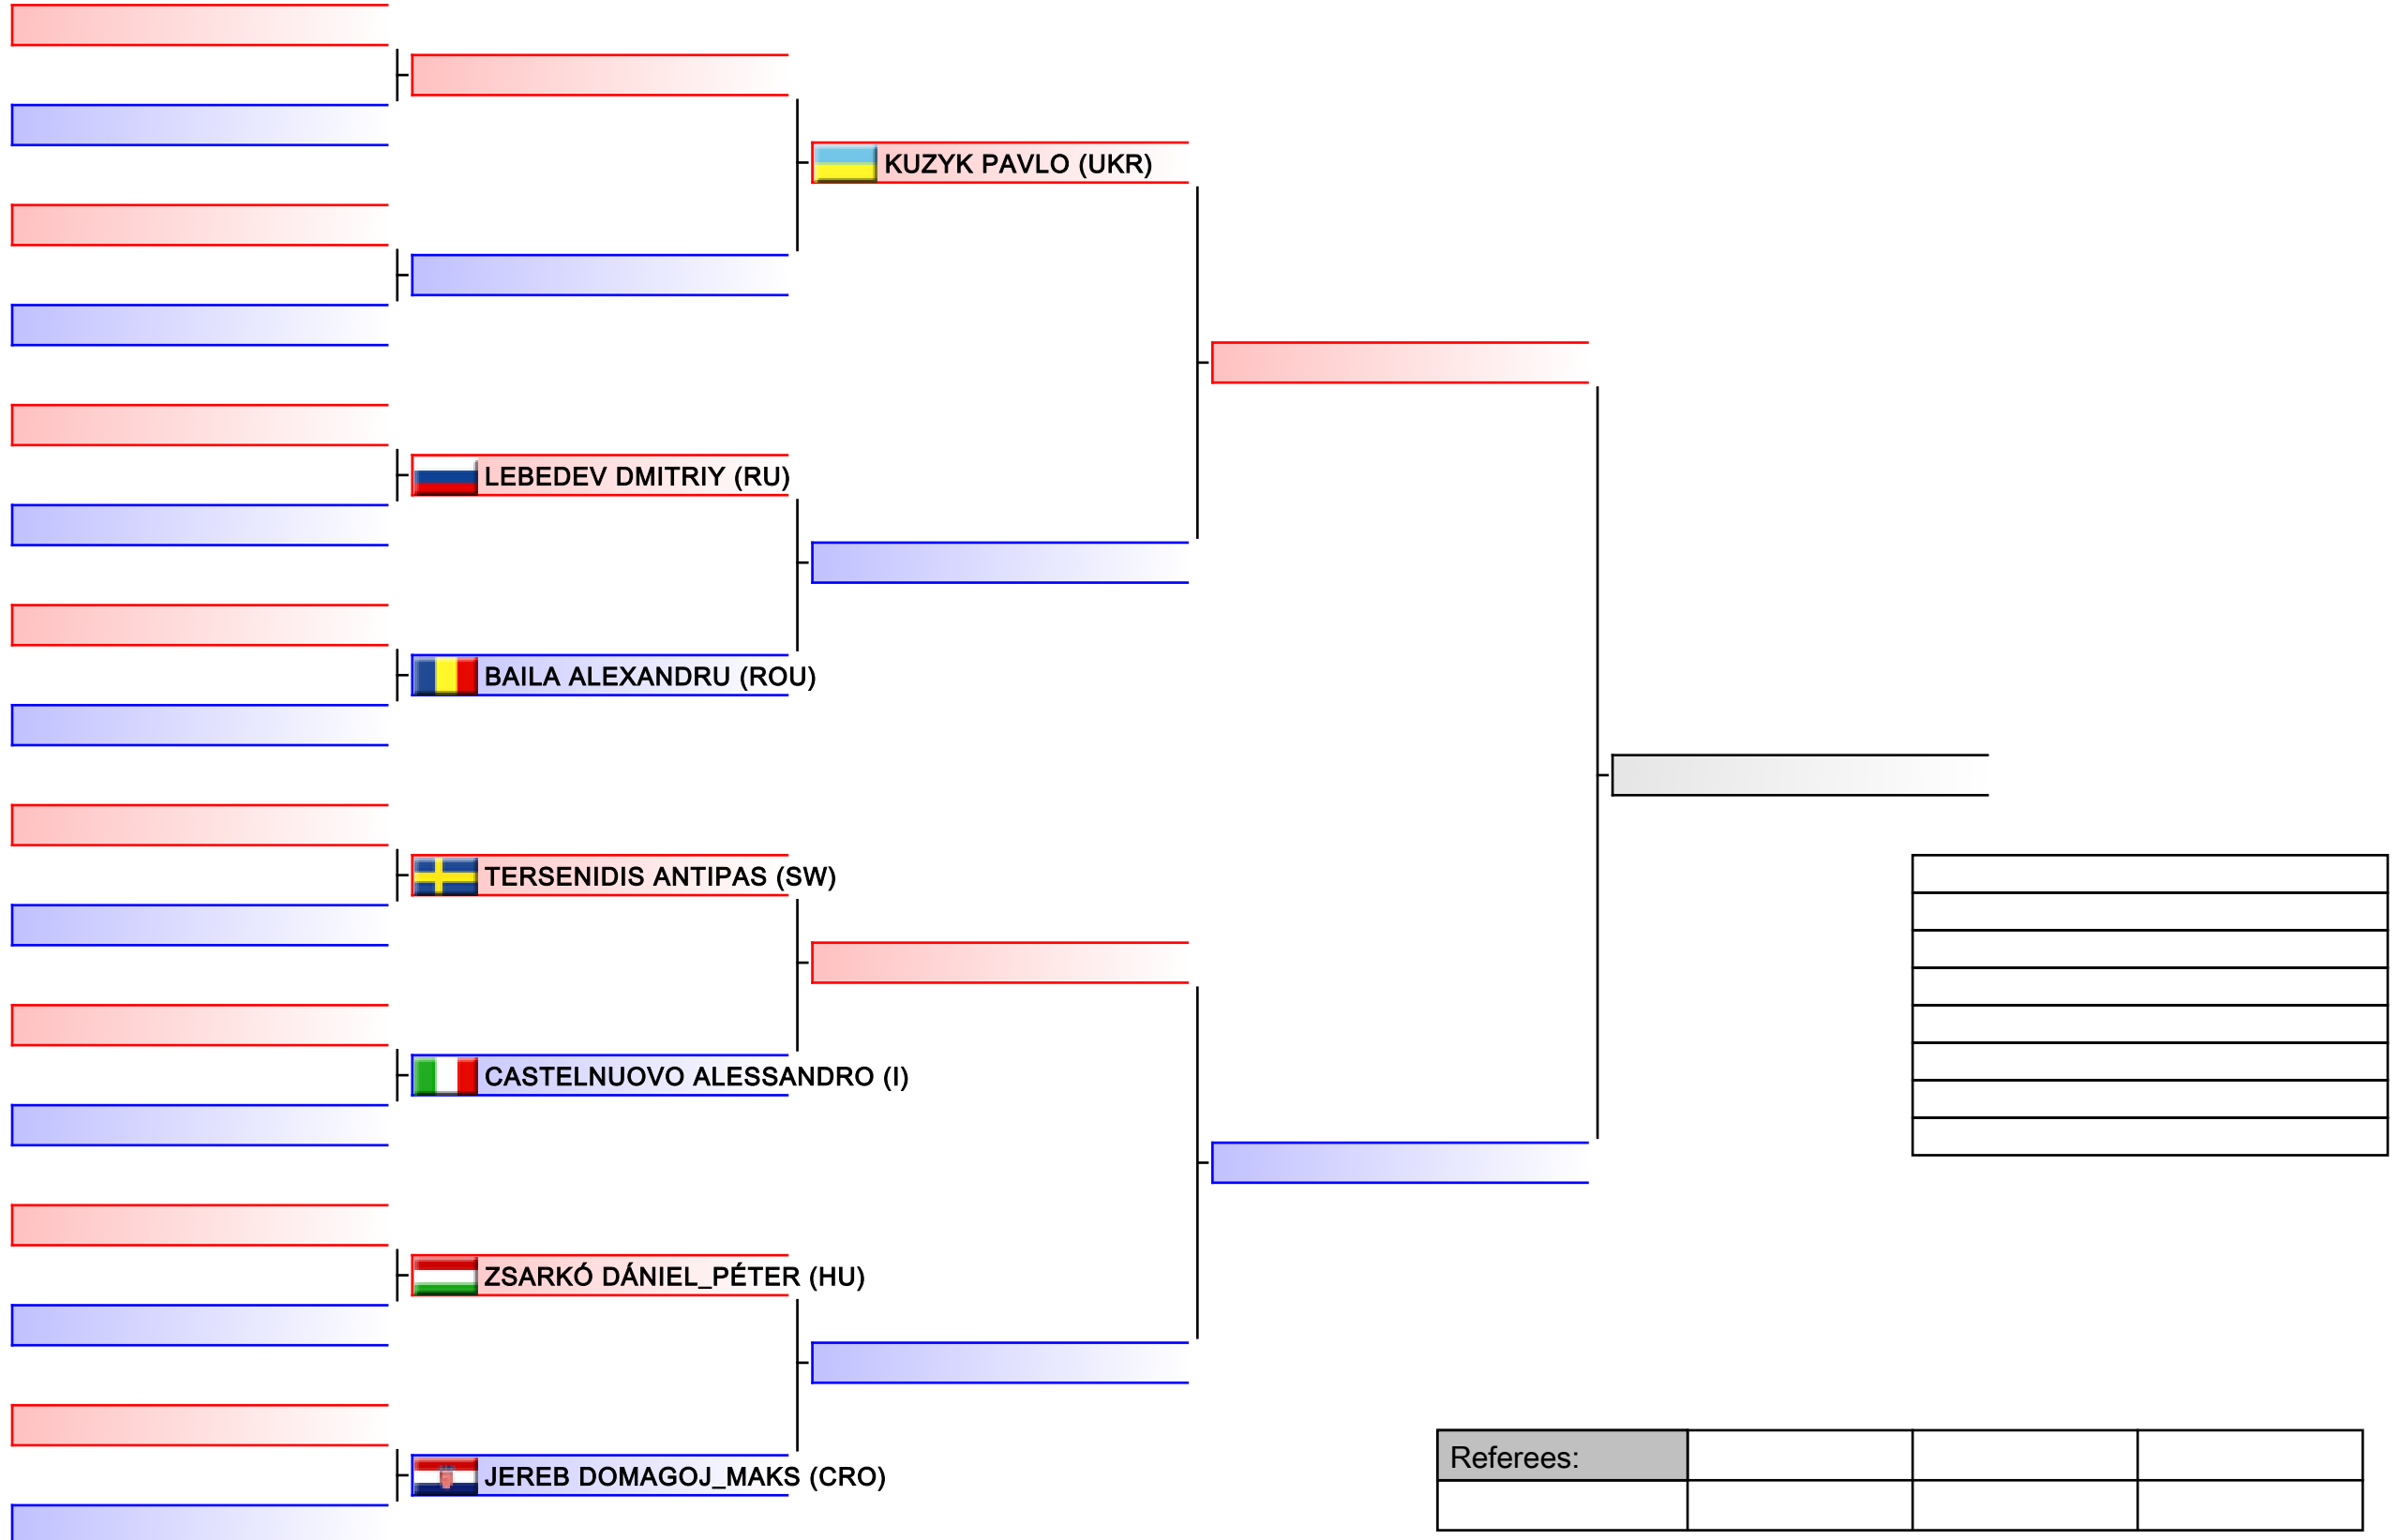 KUZYK PAVLO (UKR)
LEBEDEV DMITRIY (RU)
BAILA ALEXANDRU (ROU)
TERSENIDIS ANTIPAS (SW)
CASTELNUOVO ALESSANDRO (I)
ZSARKÓ DÁNIEL_PÉTER (HU)
JEREB DOMAGOJ_MAKS (CRO)
Referees: